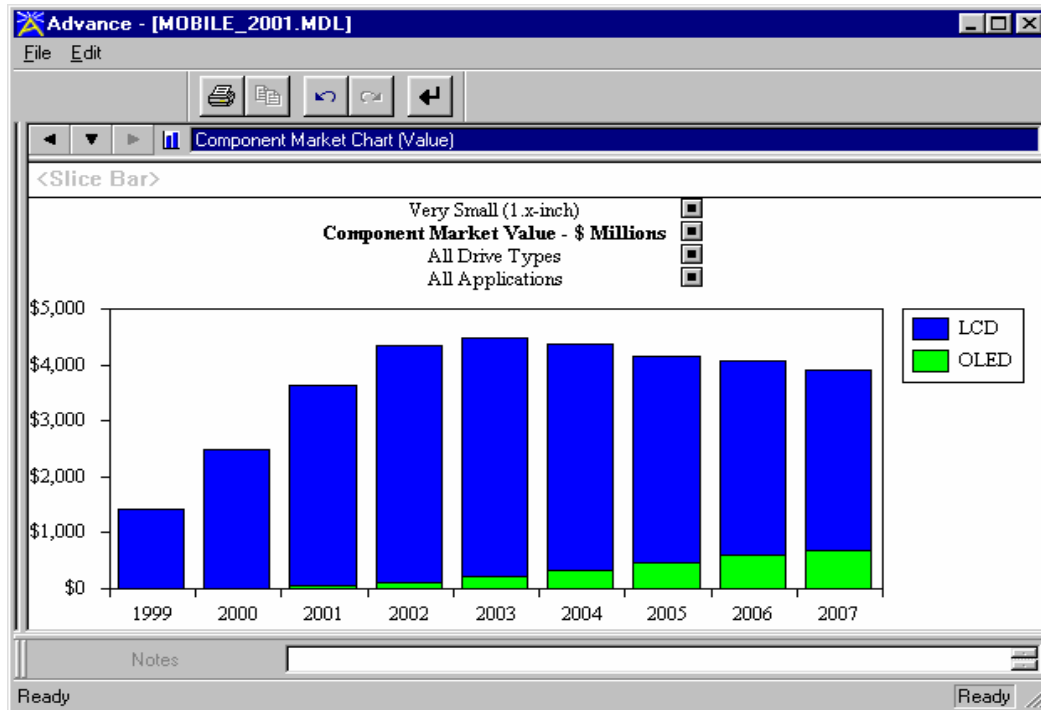 Advance - [MOBILE_2001.MDL]
File Edit
Component Market Chart (Value)
<Slice Bar>
Very Small (1.x-inch)
Component Market Value - $ Millions
All Drive Types
All Applications
$5,000
$4,000
$3,000
$2,000
$1,000
$0
1999 2000 2001 2002 2003 2004 2005 2006 2007
LCD
OLED
Notes
Ready Ready